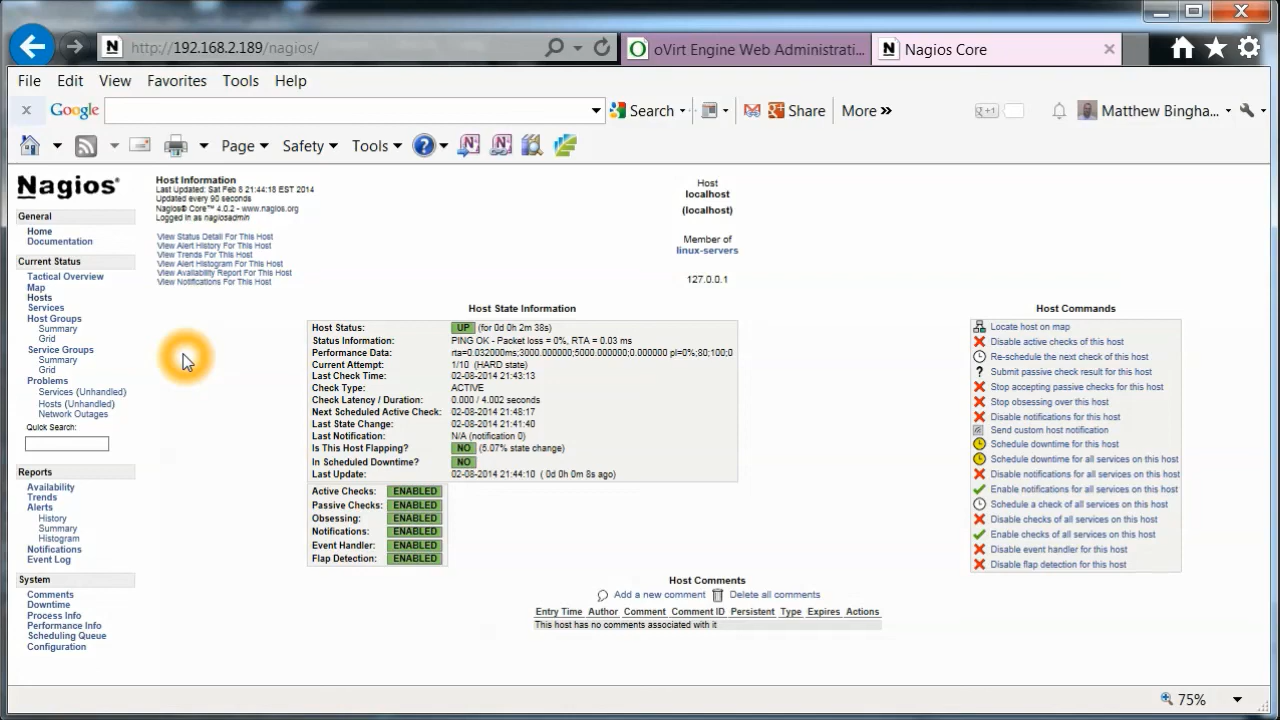 http://192.168.2.189/nagios/
oVirt Engine Web Administrati...
Nagios Core
File Edit View Favorites Tools Help
x Google Search +1 Share More »
Matthew Bingha...
Page Safety Tools
Nagios®
General
Home
Documentation
Current Status
Tactical Overview
Map
Hosts
Services
Host Groups
Summary
Grid
Service Groups
Summary
Grid
Problems
Services (Unhandled)
Hosts (Unhandled)
Network Outages
Quick Search:
Reports
Availability
Trends
Alerts
History
Summary
Histogram
Notifications
Event Log
System
Comments
Downtime
Process Info
Performance Info
Scheduling Queue
Configuration
Host Information
Last Updated: Sat Feb 8 21:44:18 EST 2014
Updated every 90 seconds
Nagios® Core™ 4.0.2 - www.nagios.org
Logged in as nagiosadmin
View Status Detail For This Host
View Alert History For This Host
View Trends For This Host
View Alert Histogram For This Host
View Availability Report For This Host
View Notifications For This Host
Host
localhost
(localhost)
Member of
linux-servers
127.0.0.1
Host State Information
Host Status: UP (for 0d 0h 2m 38s)
Status Information: PING OK - Packet loss = 0%, RTA = 0.03 ms
Performance Data: rta=0.032000ms;3000.000000;5000.000000;0.000000 pl=0%;80;100;0
Current Attempt: 1/10 (HARD state)
Last Check Time: 02-08-2014 21:43:13
Check Type: ACTIVE
Check Latency / Duration: 0.000 / 4.002 seconds
Next Scheduled Active Check: 02-08-2014 21:48:17
Last State Change: 02-08-2014 21:41:40
Last Notification: N/A (notification 0)
Is This Host Flapping? NO (5.07% state change)
In Scheduled Downtime? NO
Last Update: 02-08-2014 21:44:10 ( 0d 0h 0m 8s ago)
Active Checks: ENABLED
Passive Checks: ENABLED
Obsessing: ENABLED
Notifications: ENABLED
Event Handler: ENABLED
Flap Detection: ENABLED
Host Commands
Locate host on map
Disable active checks of this host
Re-schedule the next check of this host
Submit passive check result for this host
Stop accepting passive checks for this host
Stop obsessing over this host
Disable notifications for this host
Send custom host notification
Schedule downtime for this host
Schedule downtime for all services on this host
Disable notifications for all services on this host
Enable notifications for all services on this host
Schedule a check of all services on this host
Disable checks of all services on this host
Enable checks of all services on this host
Disable event handler for this host
Disable flap detection for this host
Host Comments
Add a new comment Delete all comments
Entry Time Author Comment Comment ID Persistent Type Expires Actions
This host has no comments associated with it
75%